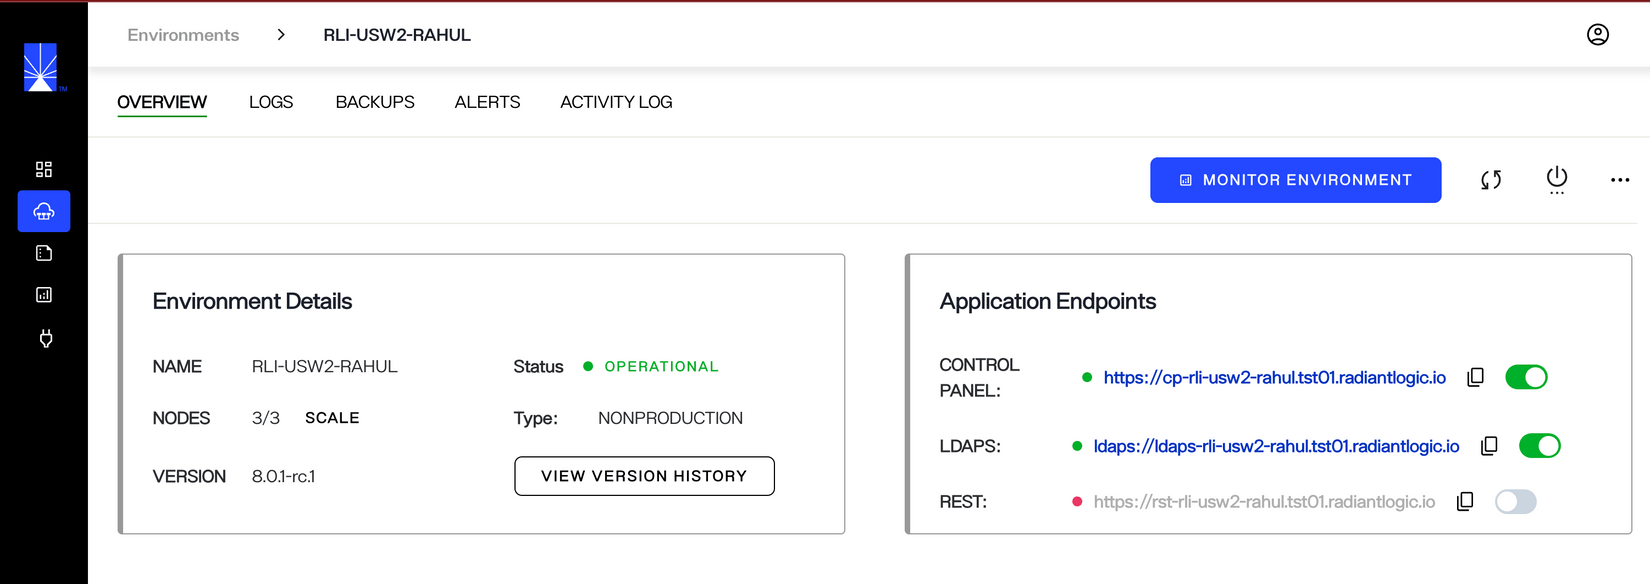 Environments > RLI-USW2-RAHUL
OVERVIEW LOGS BACKUPS ALERTS ACTIVITY LOG
MONITOR ENVIRONMENT
Environment Details
NAME RLI-USW2-RAHUL Status OPERATIONAL
NODES 3/3 SCALE Type: NONPRODUCTION
VERSION 8.0.1-rc.1 VIEW VERSION HISTORY
Application Endpoints
CONTROL
PANEL: https://cp-rli-usw2-rahul.tst01.radiantlogic.io
LDAPS: ldaps://ldaps-rli-usw2-rahul.tst01.radiantlogic.io
REST: https://rst-rli-usw2-rahul.tst01.radiantlogic.io
TM